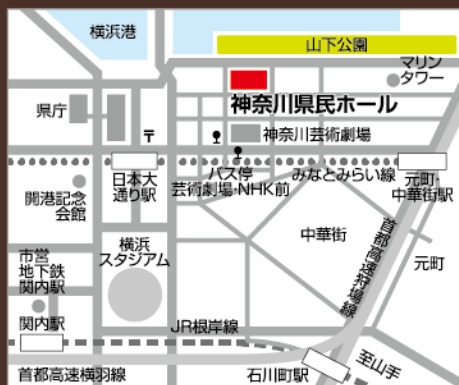 横浜港
山下公園
マリン
タワー
県庁
神奈川県民ホール
〒
神奈川芸術劇場
日本大
通り駅
バス停
芸術劇場・NHK前
みなとみらい線
元町・
中華街駅
開港記念
会館
中華街
首都高速狩場線
元町
横浜
スタジアム
市営
地下鉄
関内駅
関内駅
JR根岸線
至山手
首都高速横羽線
石川町駅